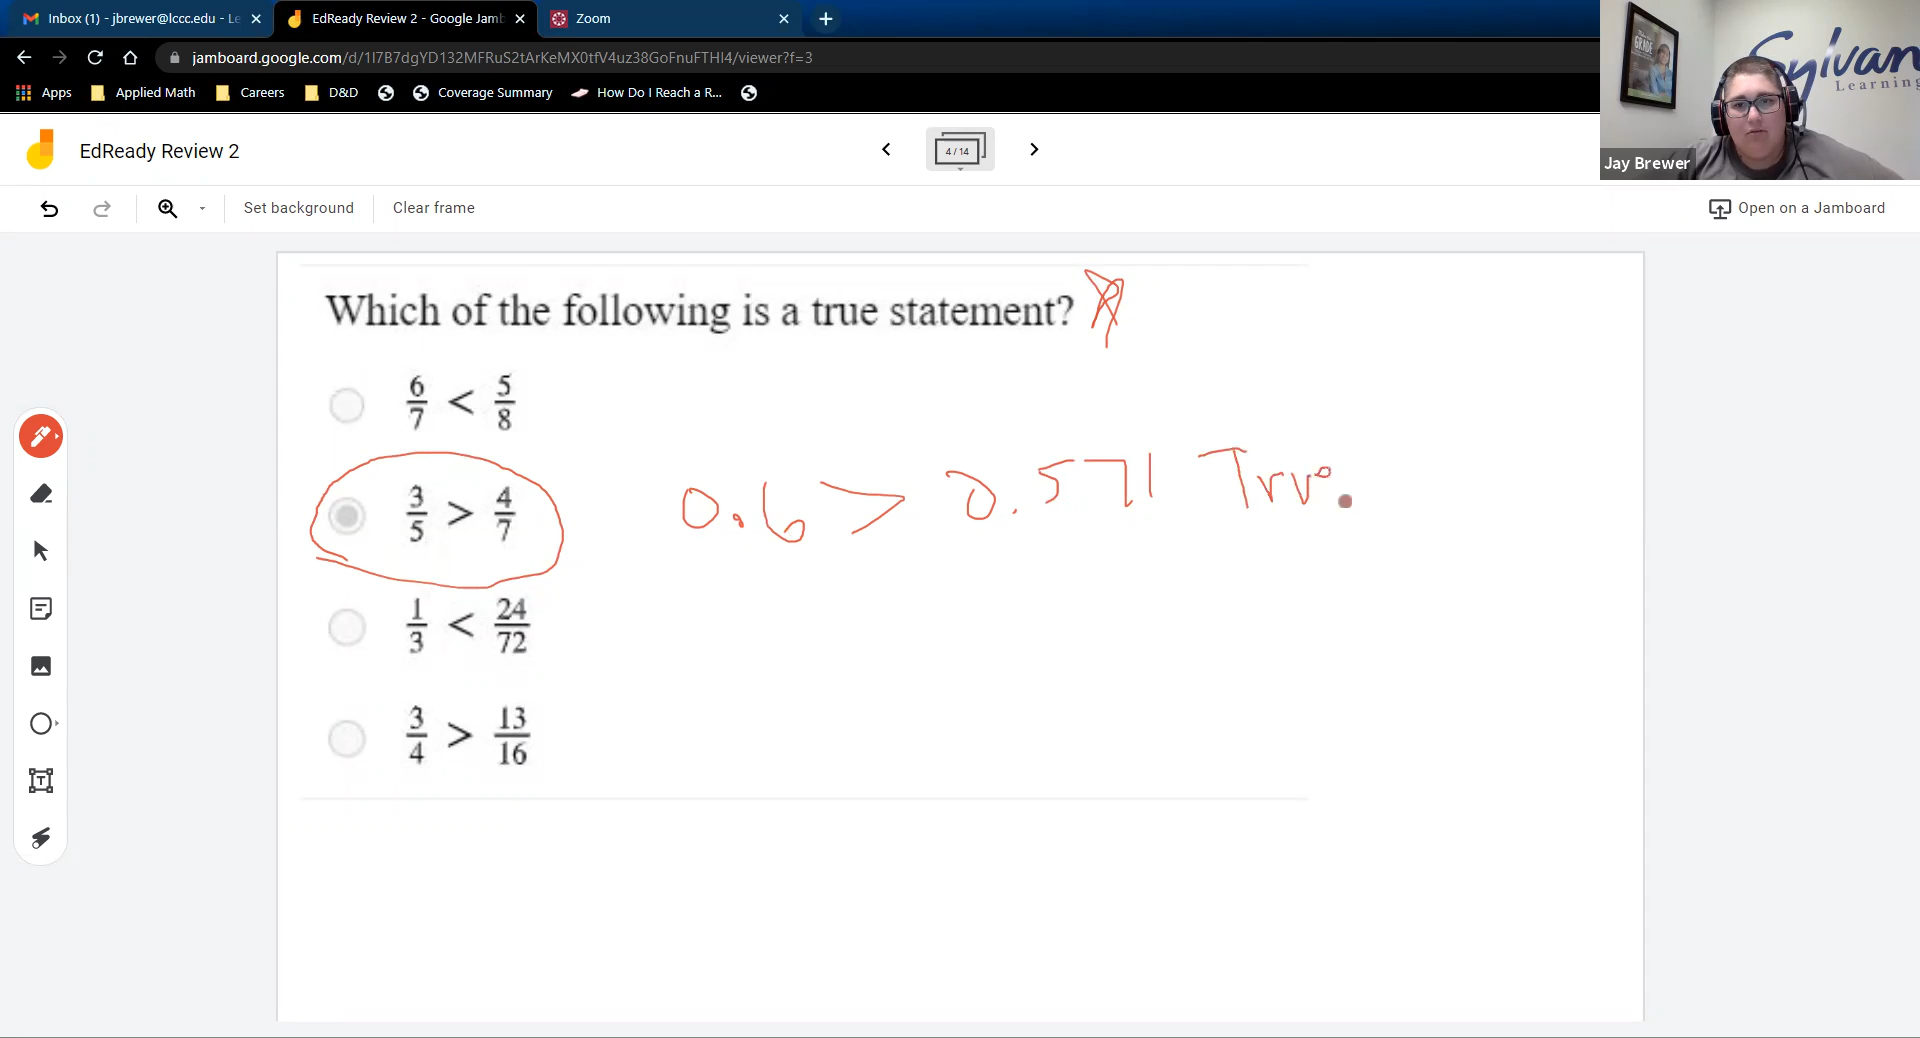 Inbox (1) - jbrewer@lccc.edu - Le
EdReady Review 2 - Google Jamb
Zoom
jamboard.google.com/d/1I7B7dgYD132MFRuS2tArKeMX0tfV4uz38GoFnuFTHI4/viewer?f=3
Apps Applied Math Careers D&D Coverage Summary How Do I Reach a R...
Sylvan
Learning
GRADE
Jay Brewer
EdReady Review 2
4 / 14
Set background Clear frame
Open on a Jamboard
Which of the following is a true statement?
6/7 < 5/8
3/5 > 4/7 0.6 > 0.571 True
1/3 < 24/72
3/4 > 13/16